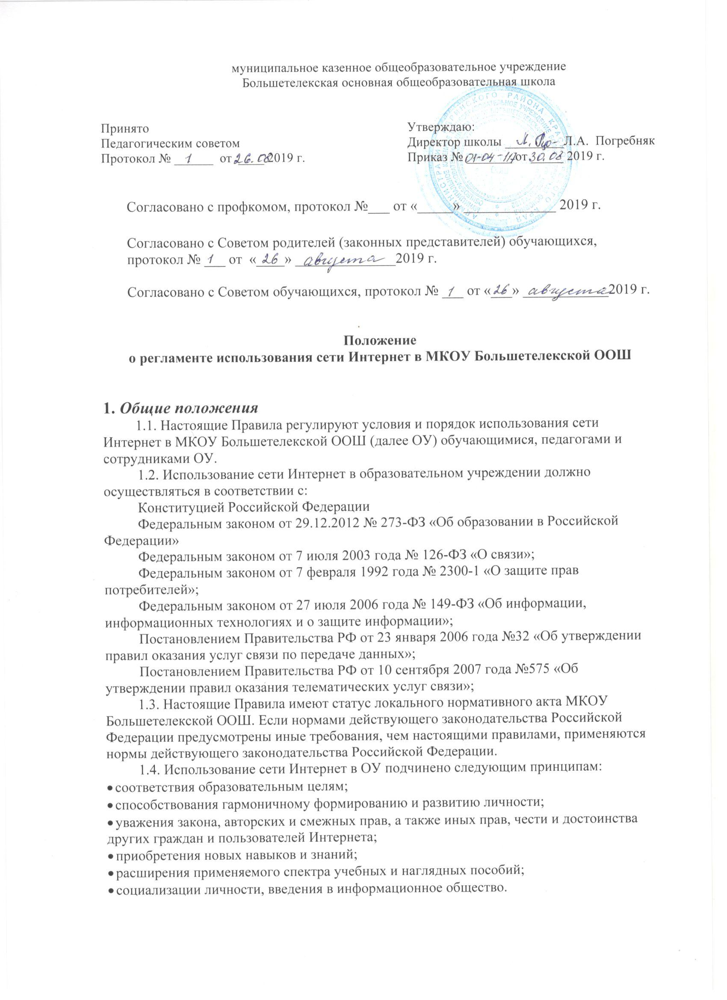 муниципальное казенное общеобразовательное учреждение
Большетелекская основная общеобразовательная школа
Принято
Педагогическим советом
Протокол № 1 от 26.08 2019 г.
Утверждаю:
Директор школы Л.А. Погребняк
Приказ № 01-04-117 от 30.08 2019 г.
Согласовано с профкомом, протокол №___ от «_____» _____________ 2019 г.
Согласовано с Советом родителей (законных представителей) обучающихся,
протокол № 1 от «26» августа 2019 г.
Согласовано с Советом обучающихся, протокол № 1 от «26» августа 2019 г.
Положение
о регламенте использования сети Интернет в МКОУ Большетелекской ООШ
1. Общие положения
1.1. Настоящие Правила регулируют условия и порядок использования сети
Интернет в МКОУ Большетелекской ООШ (далее ОУ) обучающимися, педагогами и
сотрудниками ОУ.
1.2. Использование сети Интернет в образовательном учреждении должно
осуществляться в соответствии с:
Конституцией Российской Федерации
Федеральным законом от 29.12.2012 № 273-ФЗ «Об образовании в Российской
Федерации»
Федеральным законом от 7 июля 2003 года № 126-ФЗ «О связи»;
Федеральным законом от 7 февраля 1992 года № 2300-1 «О защите прав
потребителей»;
Федеральным законом от 27 июля 2006 года № 149-ФЗ «Об информации,
информационных технологиях и о защите информации»;
Постановлением Правительства РФ от 23 января 2006 года №32 «Об утверждении
правил оказания услуг связи по передаче данных»;
Постановлением Правительства РФ от 10 сентября 2007 года №575 «Об
утверждении правил оказания телематических услуг связи»;
1.3. Настоящие Правила имеют статус локального нормативного акта МКОУ
Большетелекской ООШ. Если нормами действующего законодательства Российской
Федерации предусмотрены иные требования, чем настоящими правилами, применяются
нормы действующего законодательства Российской Федерации.
1.4. Использование сети Интернет в ОУ подчинено следующим принципам:
• соответствия образовательным целям;
• способствования гармоничному формированию и развитию личности;
• уважения закона, авторских и смежных прав, а также иных прав, чести и достоинства
других граждан и пользователей Интернета;
• приобретения новых навыков и знаний;
• расширения применяемого спектра учебных и наглядных пособий;
• социализации личности, введения в информационное общество.